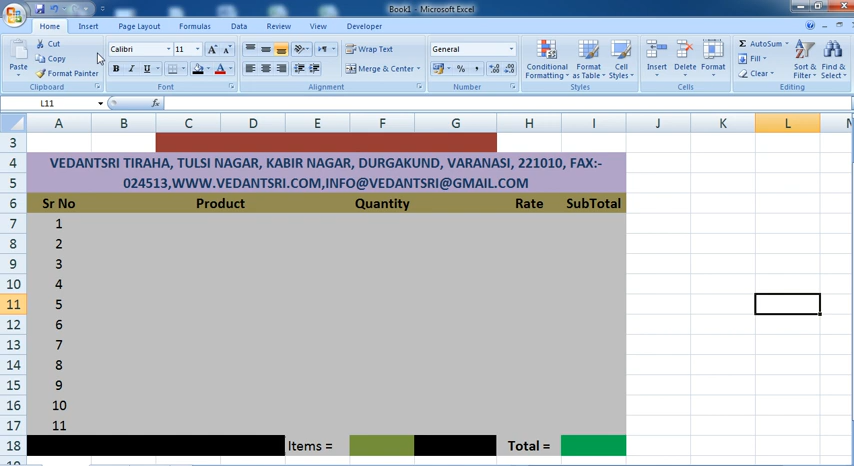 Book1 - Microsoft Excel
Home Insert Page Layout Formulas Data Review View Developer
Cut
Copy
Format Painter
Paste
Calibri 11
B I U
Wrap Text
Merge & Center
General
Conditional Formatting Format as Table Cell Styles
Insert Delete Format
AutoSum
Fill
Clear
Sort & Filter Find & Select
Clipboard Font Alignment Number Styles Cells Editing
L11 fx
A B C D E F G H I J K L
3
4 VEDANTSRI TIRAHA, TULSI NAGAR, KABIR NAGAR, DURGAKUND, VARANASI, 221010, FAX:-
5 024513,WWW.VEDANTSRI.COM,INFO@VEDANTSRI@GMAIL.COM
6 Sr No Product Quantity Rate SubTotal
7 1
8 2
9 3
10 4
11 5
12 6
13 7
14 8
15 9
16 10
17 11
18 Items = Total =